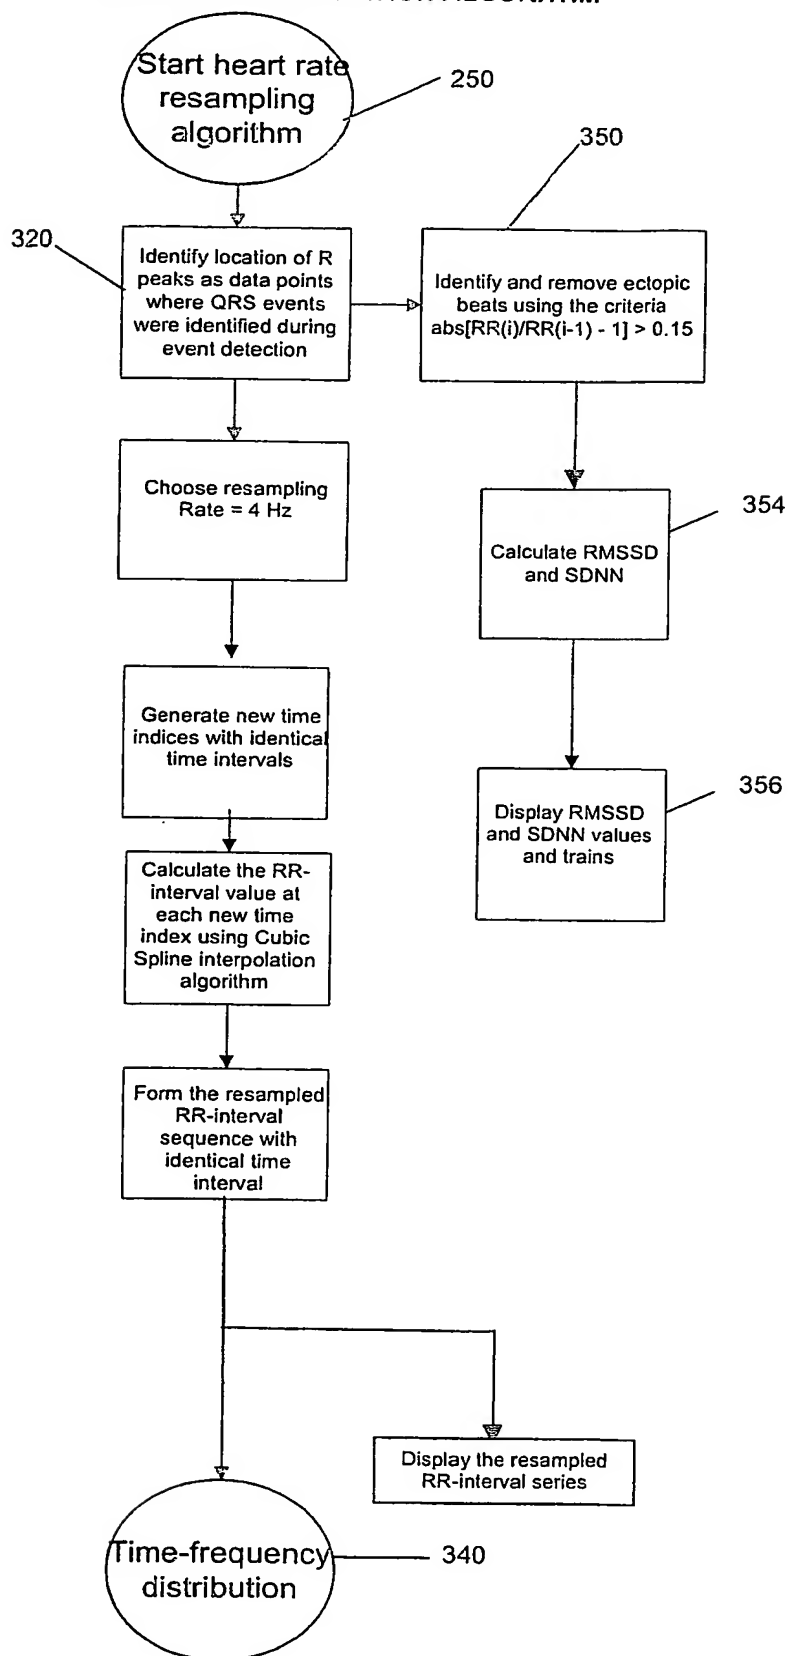 Start heart rate
resampling
algorithm
250
350
320
Identify location of R
peaks as data points
where QRS events
were identified during
event detection
Identify and remove ectopic
beats using the criteria
abs[RR(i)/RR(i-1) - 1] > 0.15
Choose resampling
Rate = 4 Hz
354
Calculate RMSSD
and SDNN
Generate new time
indices with identical
time intervals
356
Display RMSSD
and SDNN values
and trains
Calculate the RR-
interval value at
each new time
index using Cubic
Spline interpolation
algorithm
Form the resampled
RR-interval
sequence with
identical time
interval
Display the resampled
RR-interval series
Time-frequency
distribution
340